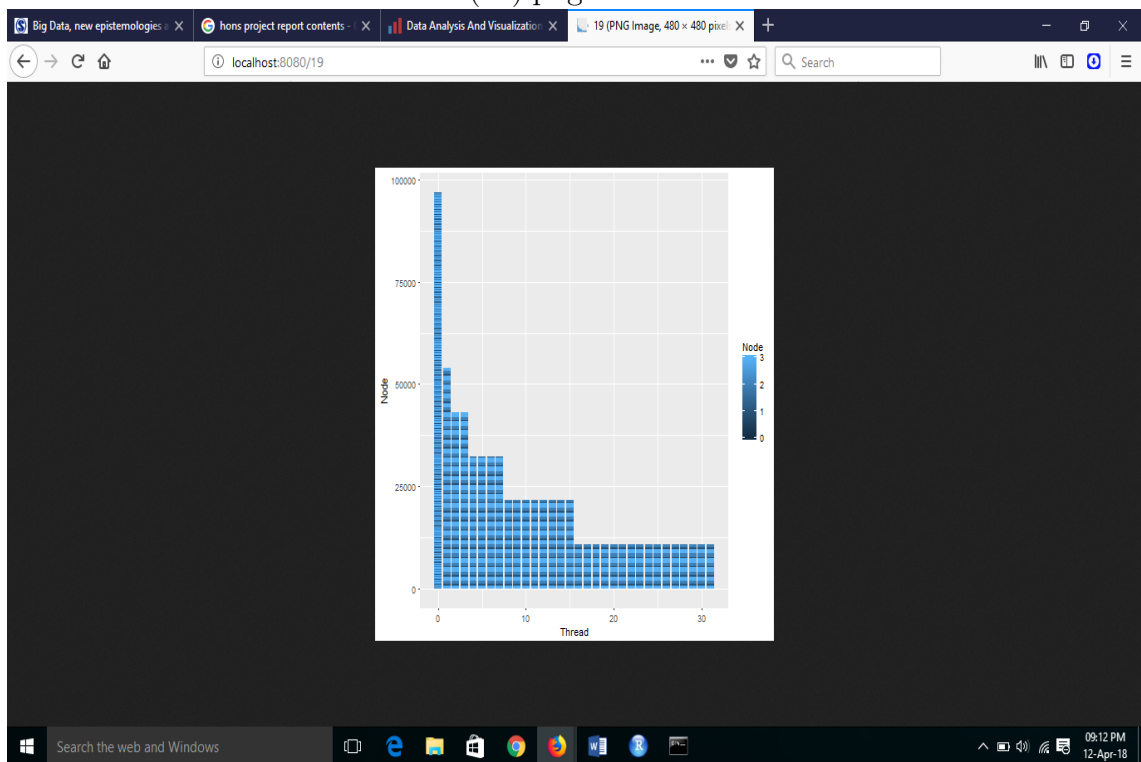 Big Data, new epistemologies a
hons project report contents - G
Data Analysis And Visualization
19 (PNG Image, 480 × 480 pixels
localhost:8080/19
Search
100000
75000
50000
25000
0
Node
0 10 20 30
Thread
Node
3
2
1
0
Search the web and Windows
09:12 PM
12-Apr-18